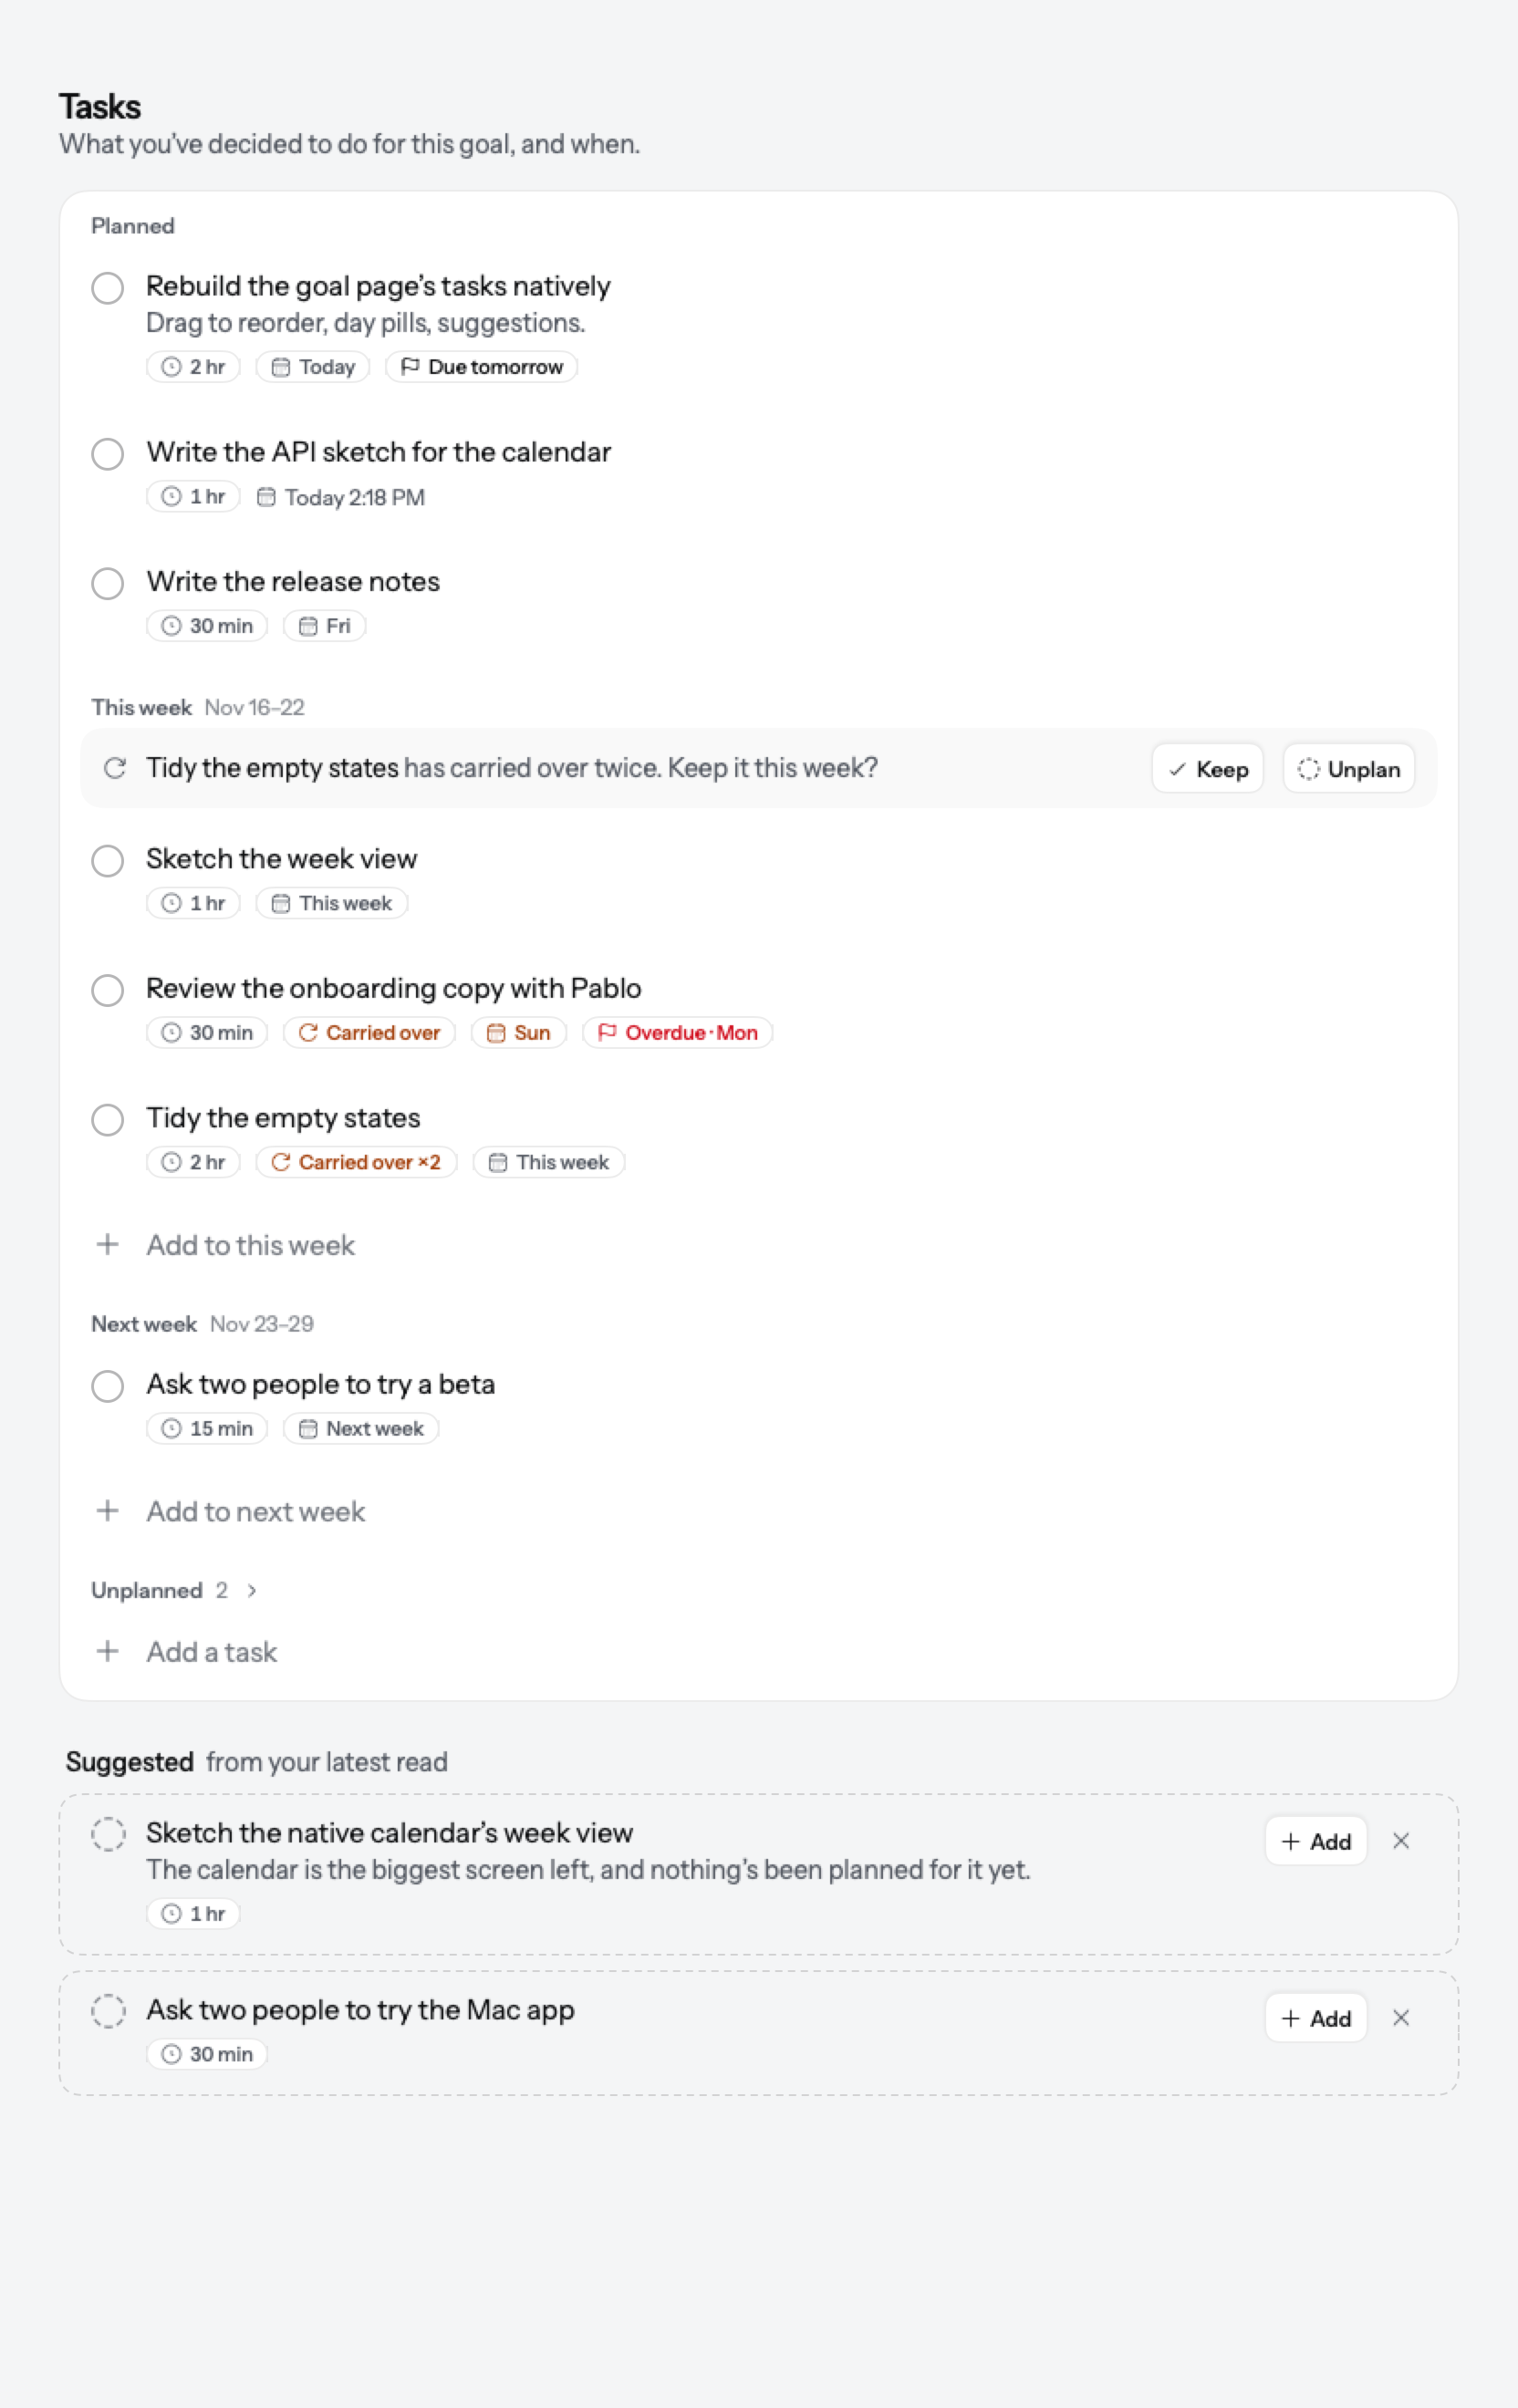 Tasks
What you’ve decided to do for this goal, and when.
Planned
Rebuild the goal page’s tasks natively
Drag to reorder, day pills, suggestions.
2 hr Today Due tomorrow
Write the API sketch for the calendar
1 hr Today 2:18 PM
Write the release notes
30 min Fri
This week Nov 16–22
Tidy the empty states has carried over twice. Keep it this week? Keep Unplan
Sketch the week view
1 hr This week
Review the onboarding copy with Pablo
30 min Carried over Sun Overdue · Mon
Tidy the empty states
2 hr Carried over ×2 This week
Add to this week
Next week Nov 23–29
Ask two people to try a beta
15 min Next week
Add to next week
Unplanned 2
Add a task
Suggested from your latest read
Sketch the native calendar’s week view Add
The calendar is the biggest screen left, and nothing’s been planned for it yet.
1 hr
Ask two people to try the Mac app Add
30 min